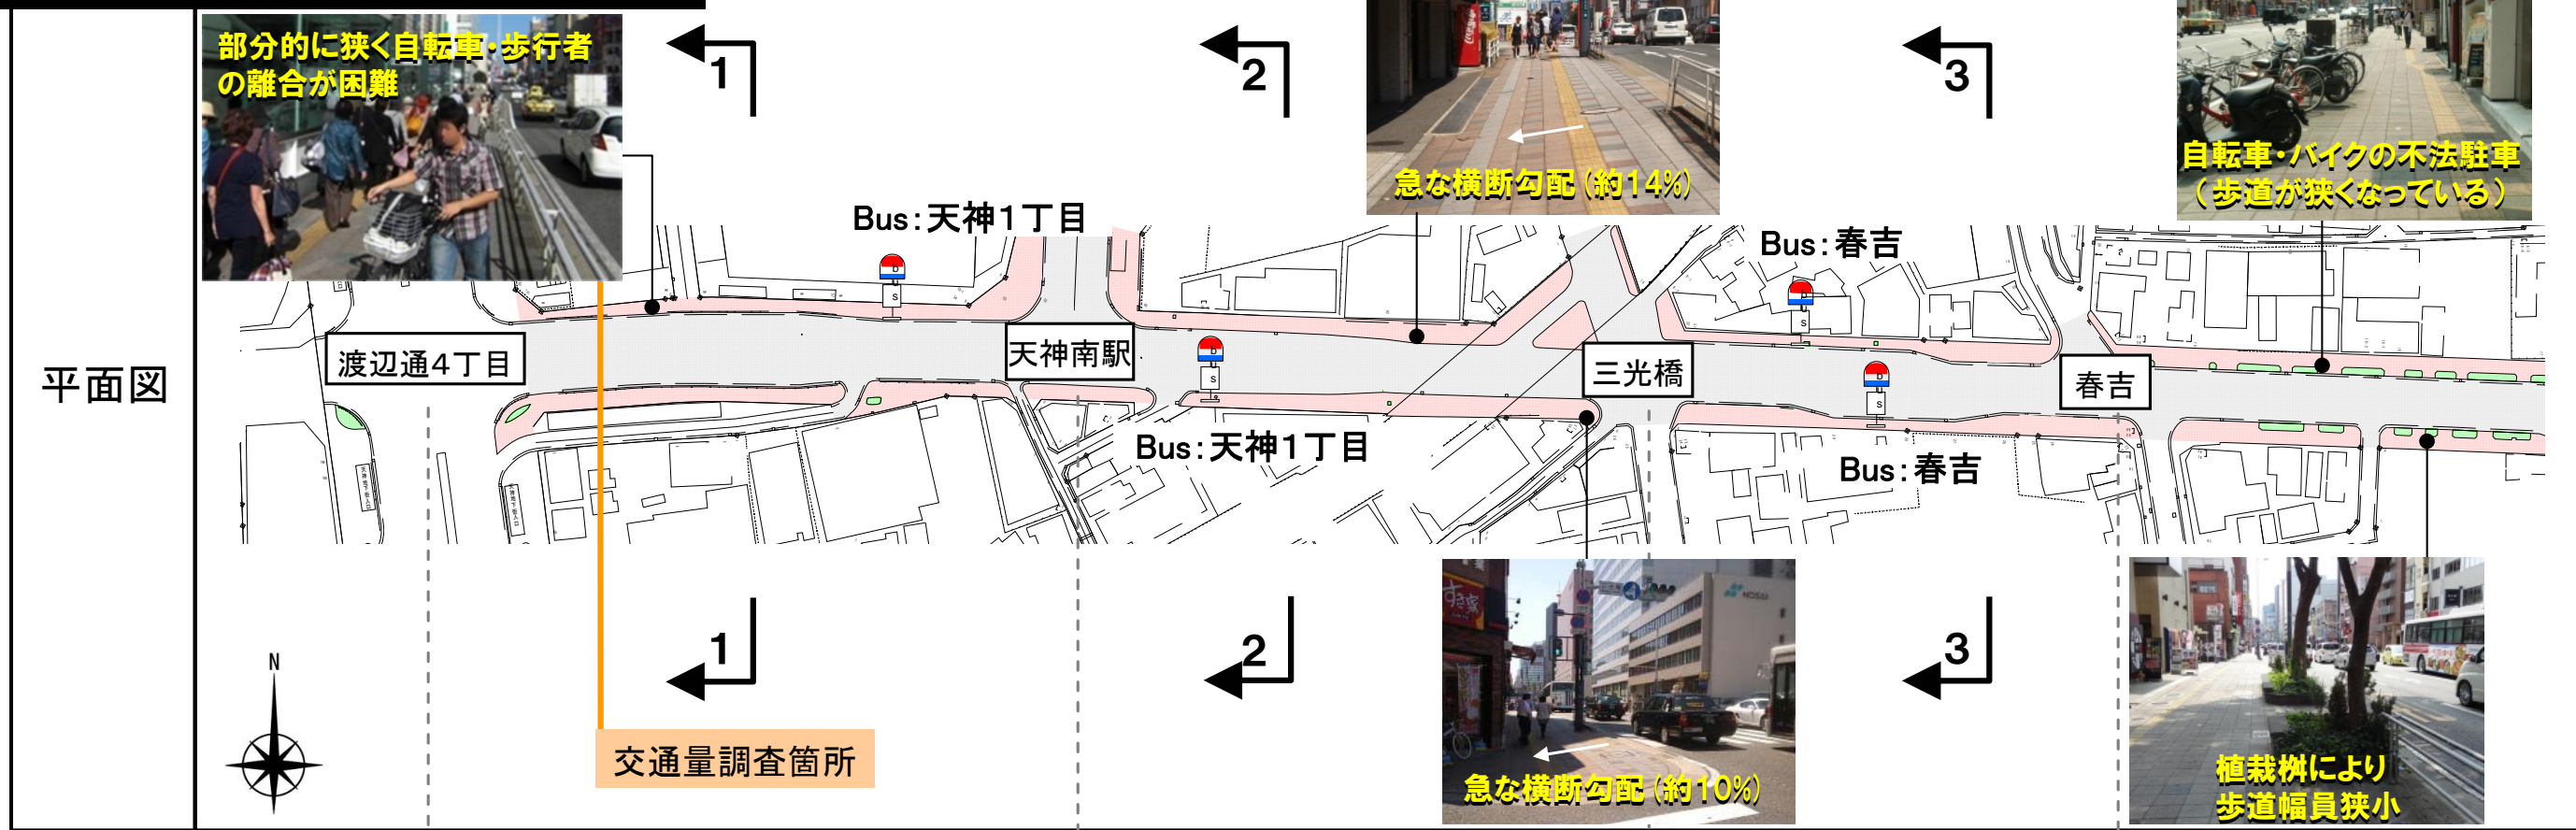 部分的に狭く自転車・歩行者
の離合が困難
1
2
3
急な横断勾配（約14%）
自転車・バイクの不法駐車
（歩道が狭くなっている）
Bus：天神1丁目
Bus：春吉
平面図
渡辺通4丁目
天神南駅
三光橋
春吉
Bus：天神1丁目
Bus：春吉
1
2
3
N
交通量調査箇所
すき家
NOSAI
急な横断勾配（約10%）
植栽桝により
歩道幅員狭小